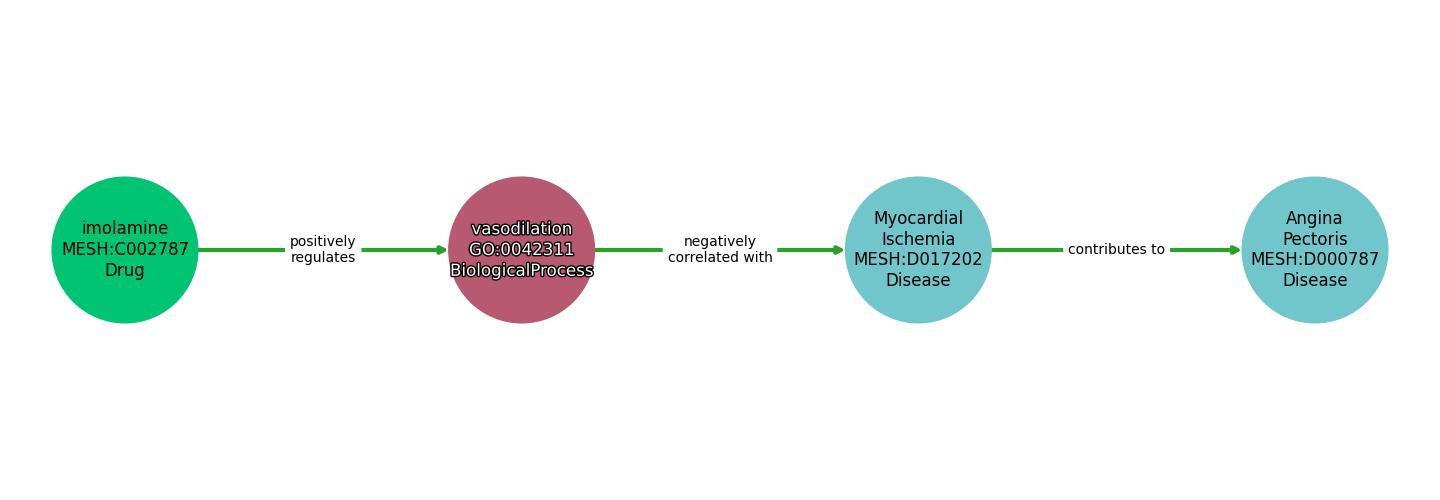 imolamine
MESH:C002787
Drug
positively
regulates
vasodilation
GO:0042311
BiologicalProcess
negatively
correlated with
Myocardial
Ischemia
MESH:D017202
Disease
contributes to
Angina
Pectoris
MESH:D000787
Disease